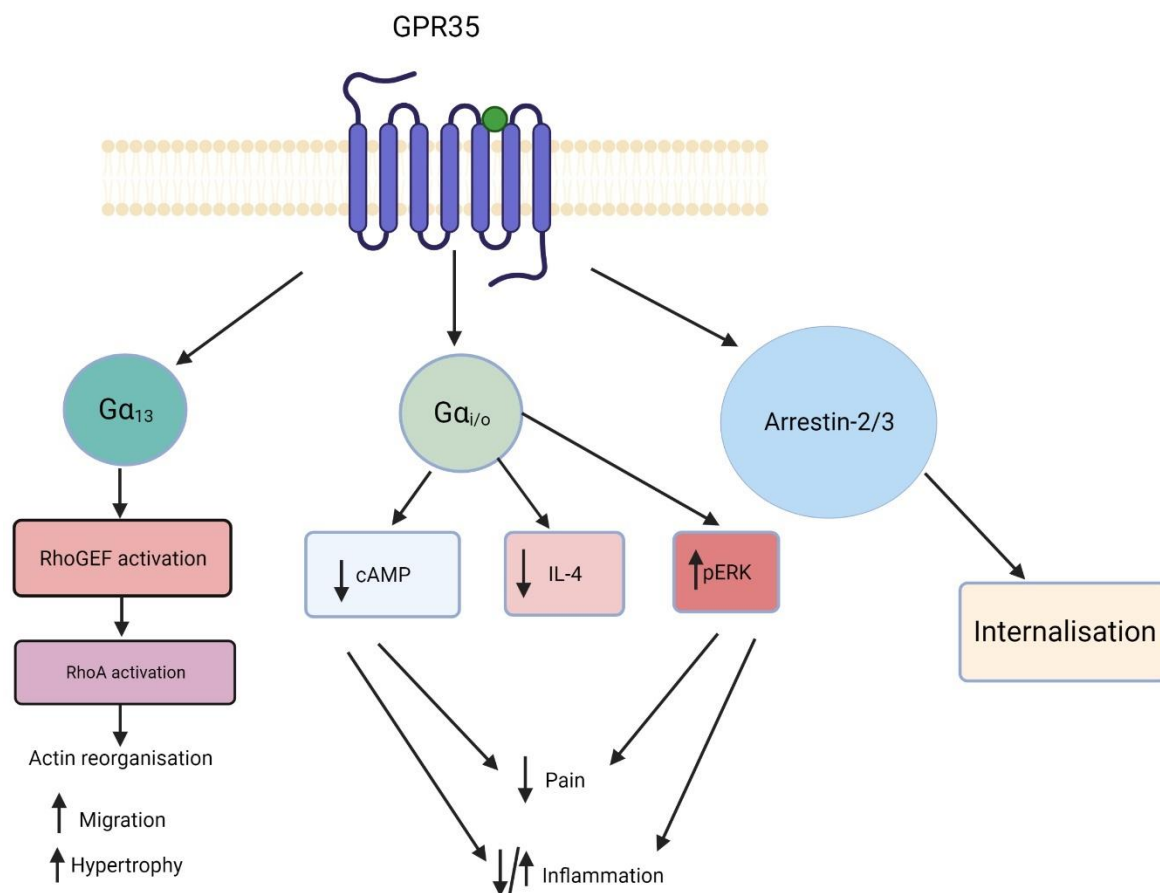 GPR35
Gα13
Gαi/o
Arrestin-2/3
RhoGEF activation
cAMP
IL-4
pERK
Internalisation
RhoA activation
Actin reorganisation
Pain
Migration
Hypertrophy
/ Inflammation